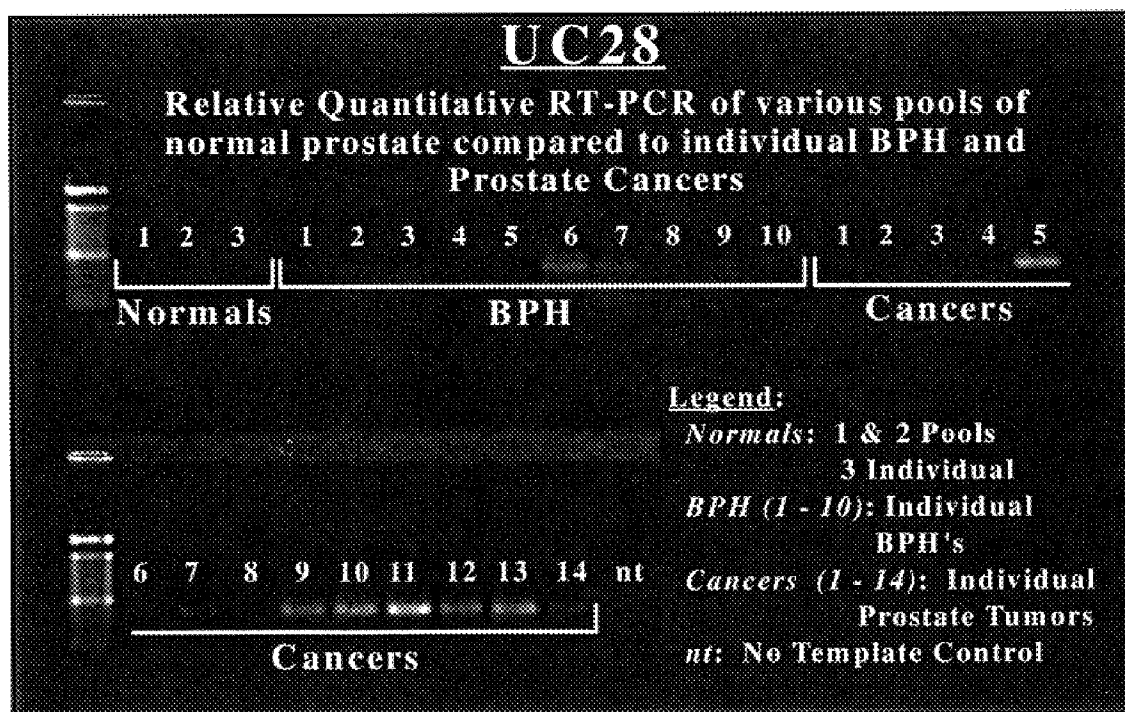 UC28
Relative Quantitative RT-PCR of various pools of
normal prostate compared to individual BPH and
Prostate Cancers
1 2 3 1 2 3 4 5 6 7 8 9 10 1 2 3 4 5
Normals BPH Cancers
Legend:
Normals: 1 & 2 Pools
3 Individual
BPH (1 - 10): Individual
BPH's
Cancers (1 - 14): Individual
Prostate Tumors
nt: No Template Control
6 7 8 9 10 11 12 13 14 nt
Cancers